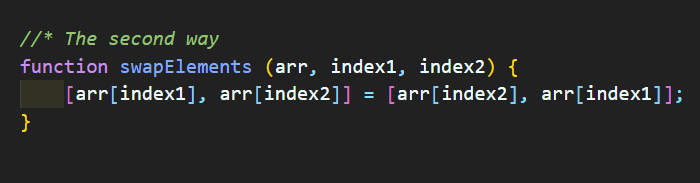 //* The second way
function swapElements (arr, index1, index2) {
    [arr[index1], arr[index2]] = [arr[index2], arr[index1]];
}